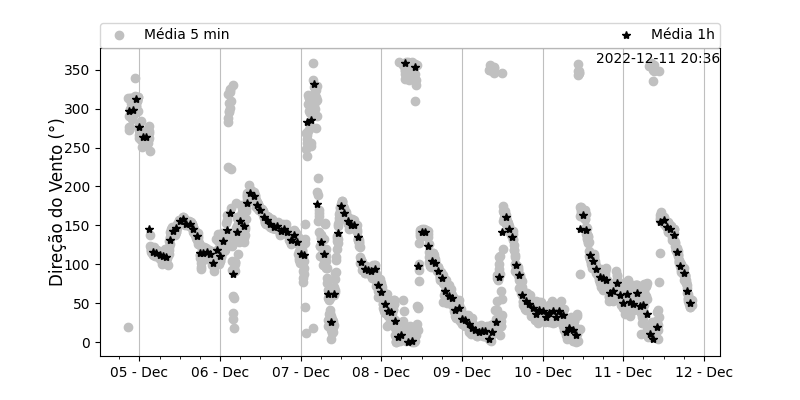 Média 5 min
Média 1h
2022-12-11 20:36
Direção do Vento (°)
350
300
250
200
150
100
50
0
05 - Dec
06 - Dec
07 - Dec
08 - Dec
09 - Dec
10 - Dec
11 - Dec
12 - Dec